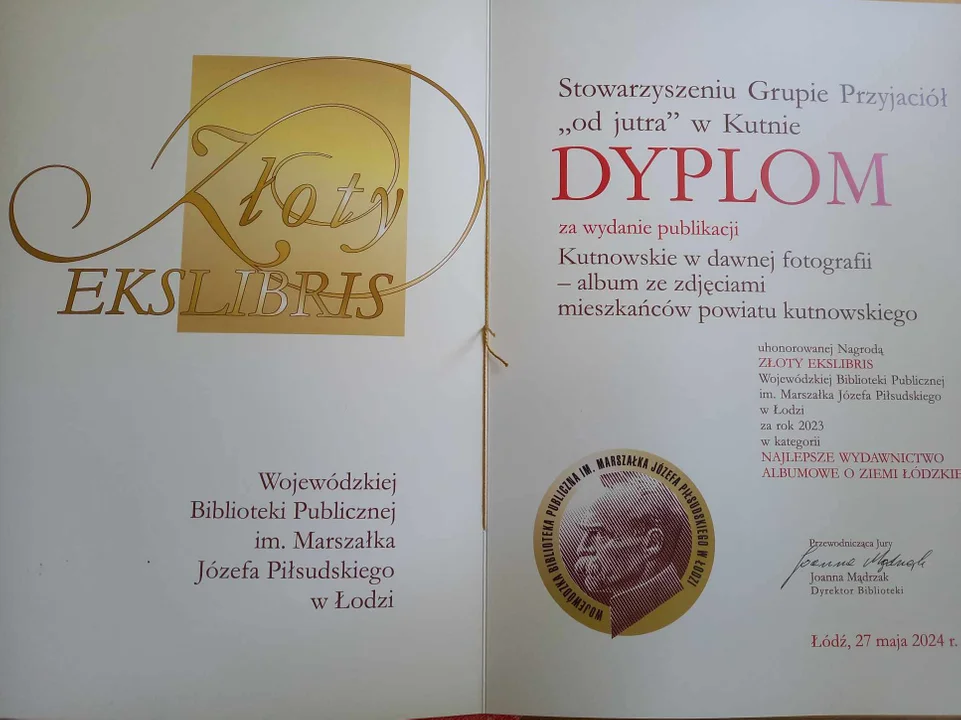 Złoty
EKSLIBRIS
Wojewódzkiej
Biblioteki Publicznej
im. Marszałka
Józefa Piłsudskiego
w Łodzi
Stowarzyszeniu Grupie Przyjaciół
„od jutra” w Kutnie
DYPLOM
za wydanie publikacji
Kutnowskie w dawnej fotografii
– album ze zdjęciami
mieszkańców powiatu kutnowskiego
uhonorowanej Nagrodą
ZŁOTY EKSLIBRIS
Wojewódzkiej Biblioteki Publicznej
im. Marszałka Józefa Piłsudskiego
w Łodzi
za rok 2023
w kategorii
NAJLEPSZE WYDAWNICTWO
ALBUMOWE O ZIEMI ŁÓDZKIE
WOJEWÓDZKA BIBLIOTEKA PUBLICZNA IM. MARSZAŁKA JÓZEFA PIŁSUDSKIEGO W ŁODZI
Przewodnicząca Jury
Joanna Mądrzak
Joanna Mądrzak
Dyrektor Biblioteki
Łódź, 27 maja 2024 r.